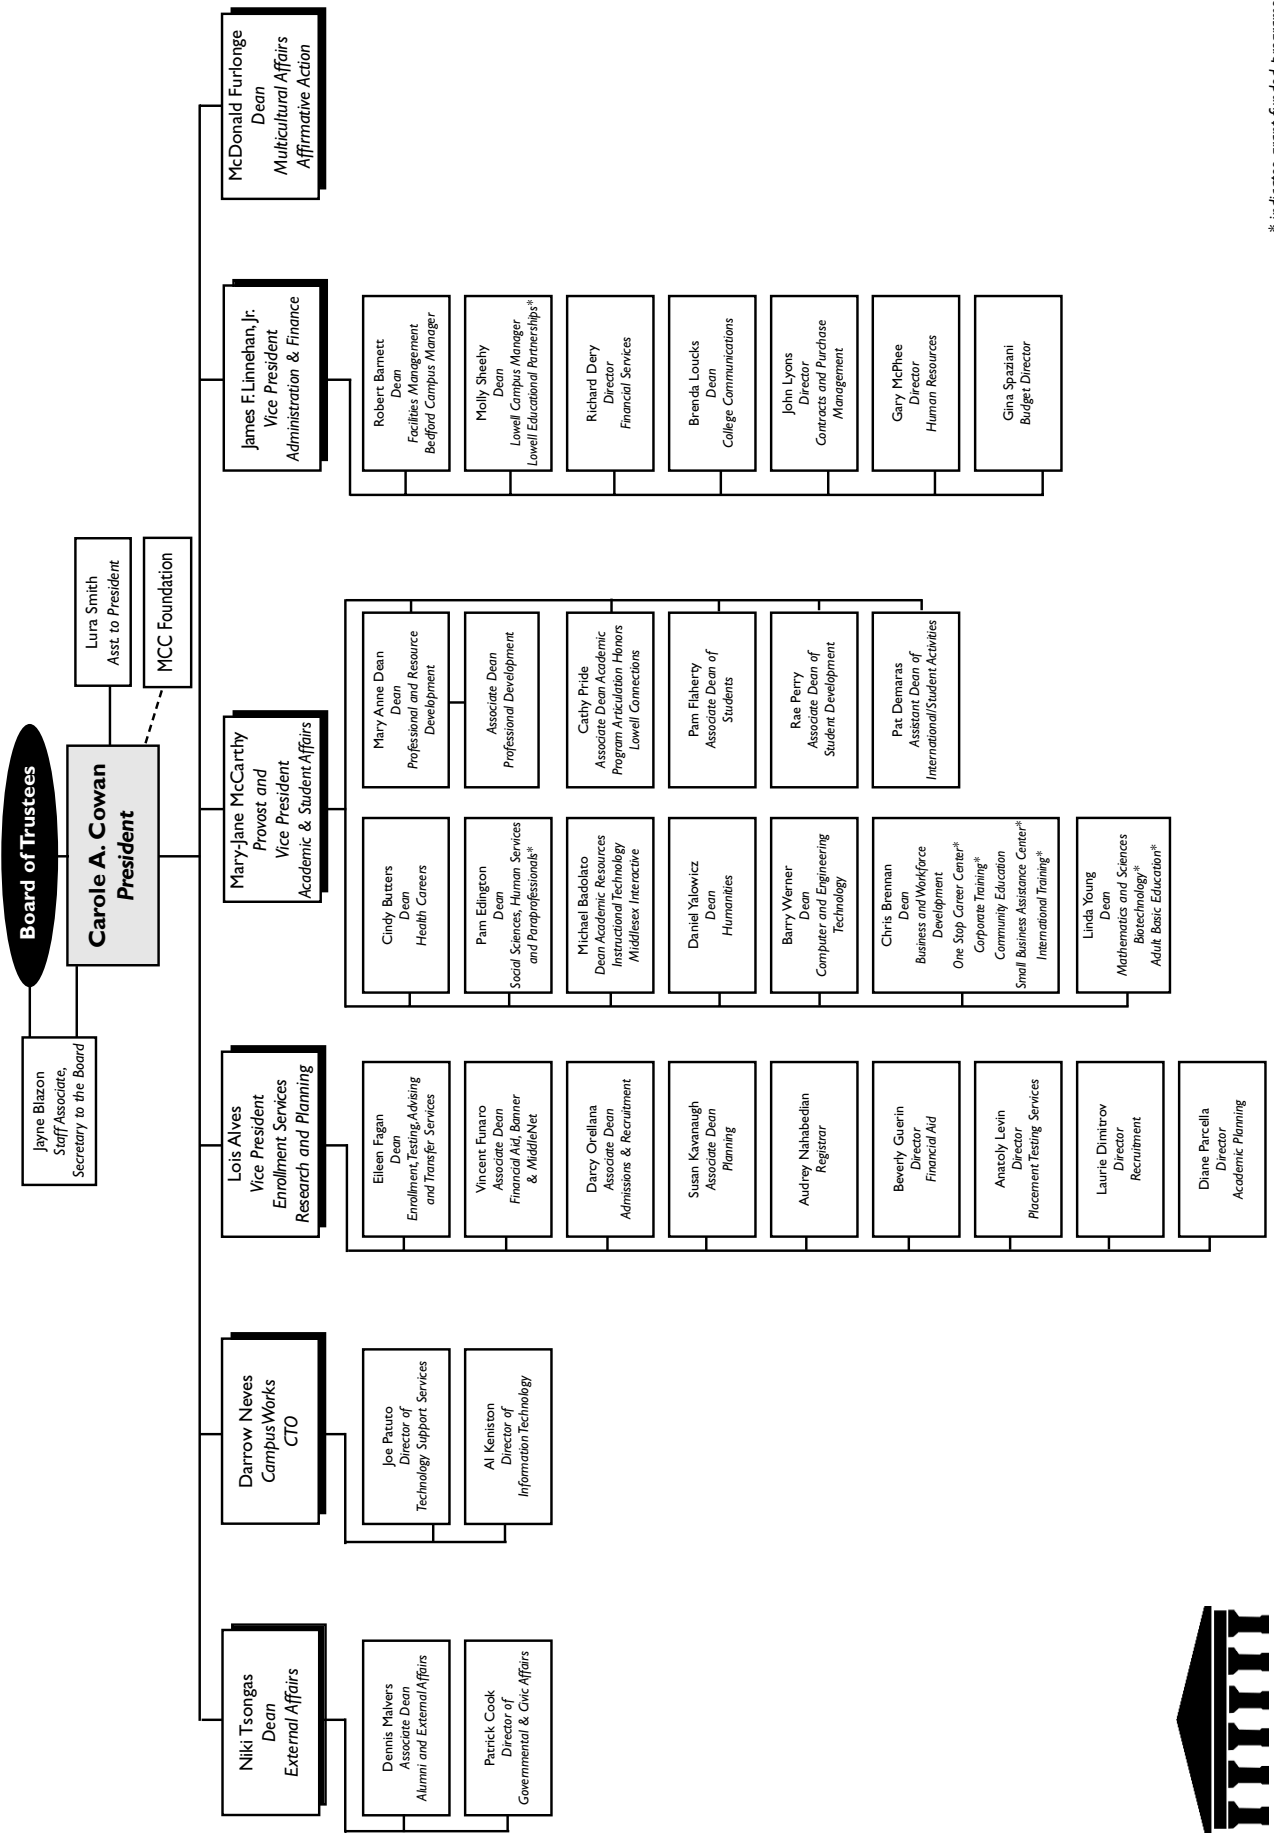 Board of Trustees
Jayne Blazon
Staff Associate,
Secretary to the Board
Carole A. Cowan
President
Lura Smith
Asst. to President
MCC Foundation
Niki Tsongas
Dean
External Affairs
Dennis Malvers
Associate Dean
Alumni and External Affairs
Patrick Cook
Director of
Governmental & Civic Affairs
Darrow Neves
CampusWorks
CTO
Joe Patuto
Director of
Technology Support Services
Al Keniston
Director of
Information Technology
Lois Alves
Vice President
Enrollment Services
Research and Planning
Eileen Fagan
Dean
Enrollment, Testing, Advising
and Transfer Services
Vincent Funaro
Associate Dean
Financial Aid, Banner
& MiddleNet
Darcy Orellana
Associate Dean
Admissions & Recruitment
Susan Kavanaugh
Associate Dean
Planning
Audrey Nahabedian
Registrar
Beverly Guerin
Director
Financial Aid
Anatoly Levin
Director
Placement Testing Services
Laurie Dimitrov
Director
Recruitment
Diane Parcella
Director
Academic Planning
Mary-Jane McCarthy
Provost and
Vice President
Academic & Student Affairs
Cindy Butters
Dean
Health Careers
Pam Edington
Dean
Social Sciences, Human Services
and Paraprofessionals*
Michael Badolato
Dean Academic Resources
Instructional Technology
Middlesex Interactive
Daniel Yalowicz
Dean
Humanities
Barry Werner
Dean
Computer and Engineering
Technology
Chris Brennan
Dean
Business and Workforce
Development
One Stop Career Center*
Corporate Training*
Community Education
Small Business Assistance Center*
International Training*
Linda Young
Dean
Mathematics and Sciences
Biotechnology*
Adult Basic Education*
Mary Anne Dean
Dean
Professional and Resource
Development
Associate Dean
Professional Development
Cathy Pride
Associate Dean Academic
Program Articulation Honors
Lowell Connections
Pam Flaherty
Associate Dean of
Students
Rae Perry
Associate Dean of
Student Development
Pat Demaras
Assistant Dean of
International/Student Activities
James F. Linnehan, Jr.
Vice President
Administration & Finance
Robert Barnett
Dean
Facilities Management
Bedford Campus Manager
Molly Sheehy
Dean
Lowell Campus Manager
Lowell Educational Partnerships*
Richard Dery
Director
Financial Services
Brenda Loucks
Dean
College Communications
John Lyons
Director
Contracts and Purchase
Management
Gary McPhee
Director
Human Resources
Gina Spaziani
Budget Director
McDonald Furlonge
Dean
Multicultural Affairs
Affirmative Action